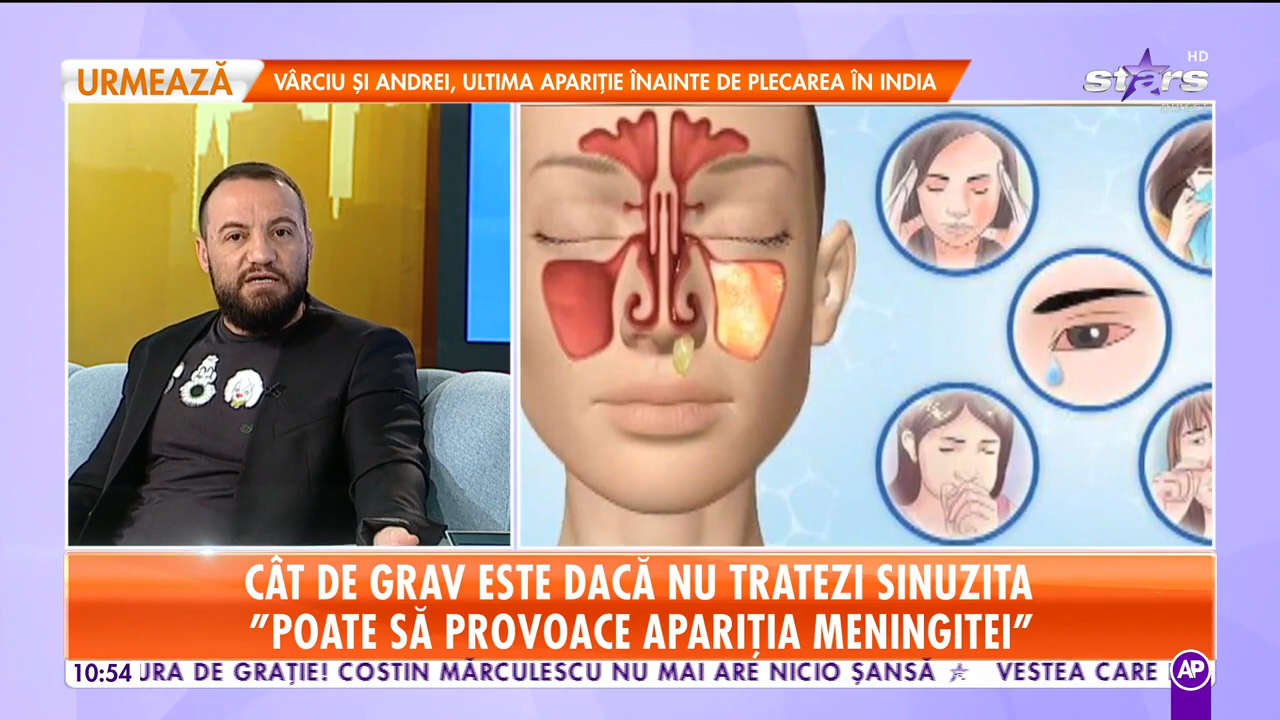 URMEAZĂ
VÂRCIU ȘI ANDREI, ULTIMA APARIȚIE ÎNAINTE DE PLECAREA ÎN INDIA
HD
stars
DIRECT
CÂT DE GRAV ESTE DACĂ NU TRATEZI SINUZITA
"POATE SĂ PROVOACE APARIȚIA MENINGITEI"
10:54 URA DE GRAȚIE! COSTIN MĂRCULESCU NU MAI ARE NICIO ȘANSĂ VESTEA CARE
AP